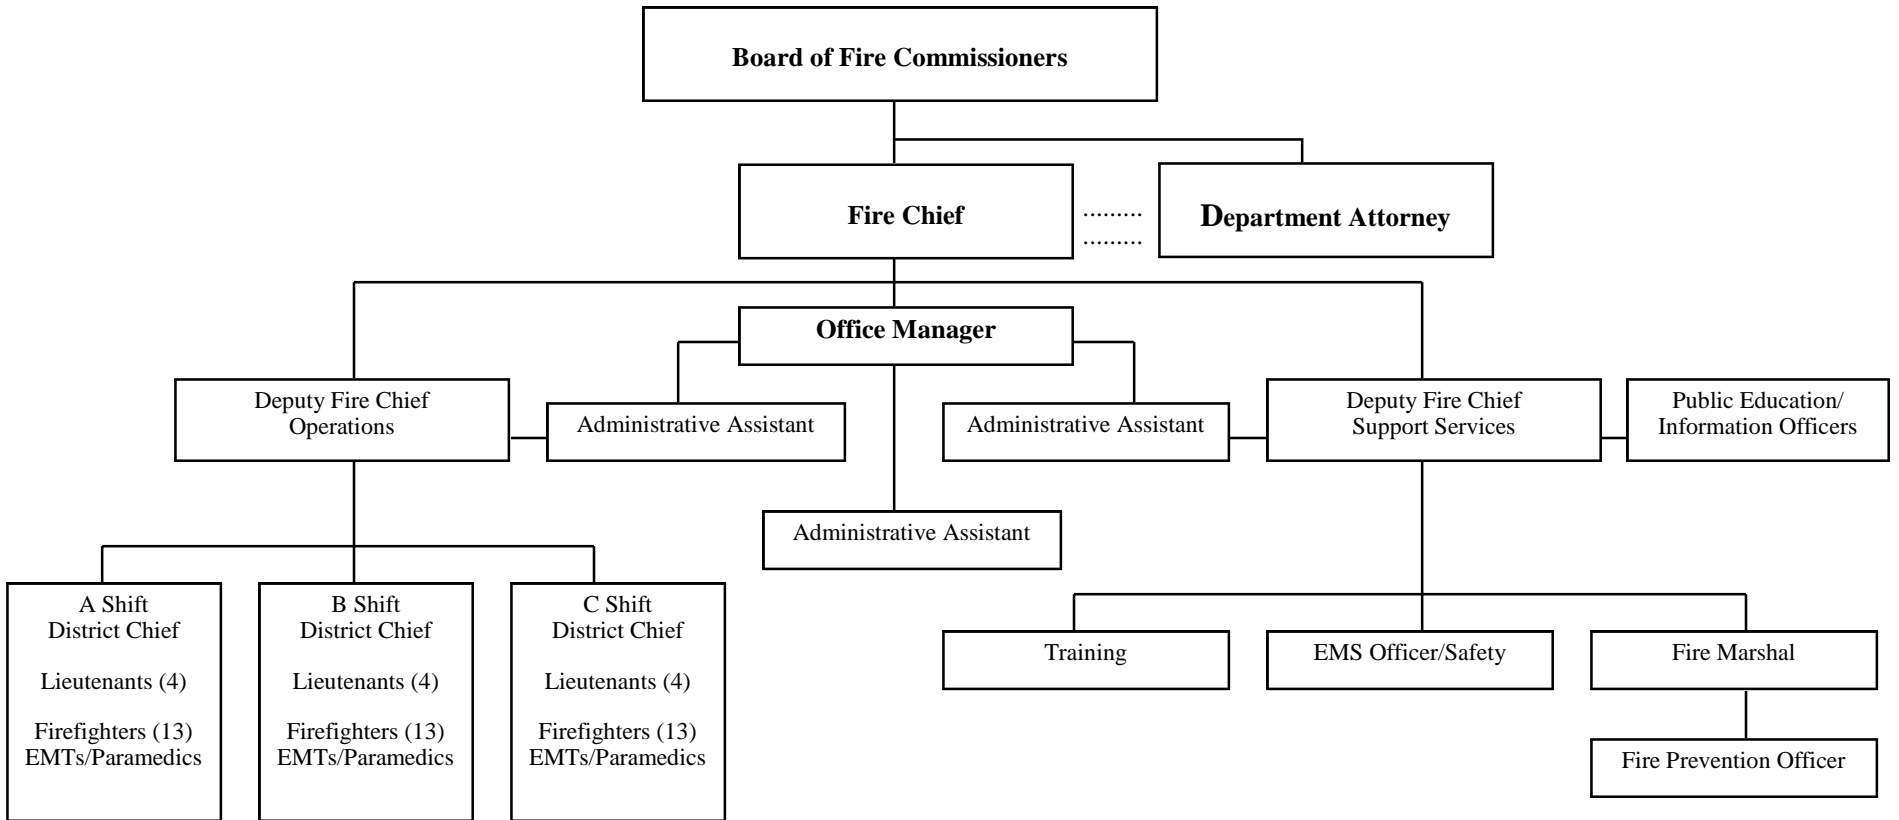 Board of Fire Commissioners
Fire Chief
.........
.........
Department Attorney
Office Manager
Deputy Fire Chief
Operations
Administrative Assistant
Administrative Assistant
Deputy Fire Chief
Support Services
Public Education/
Information Officers
Administrative Assistant
A Shift
District Chief
Lieutenants (4)
Firefighters (13)
EMTs/Paramedics
B Shift
District Chief
Lieutenants (4)
Firefighters (13)
EMTs/Paramedics
C Shift
District Chief
Lieutenants (4)
Firefighters (13)
EMTs/Paramedics
Training
EMS Officer/Safety
Fire Marshal
Fire Prevention Officer